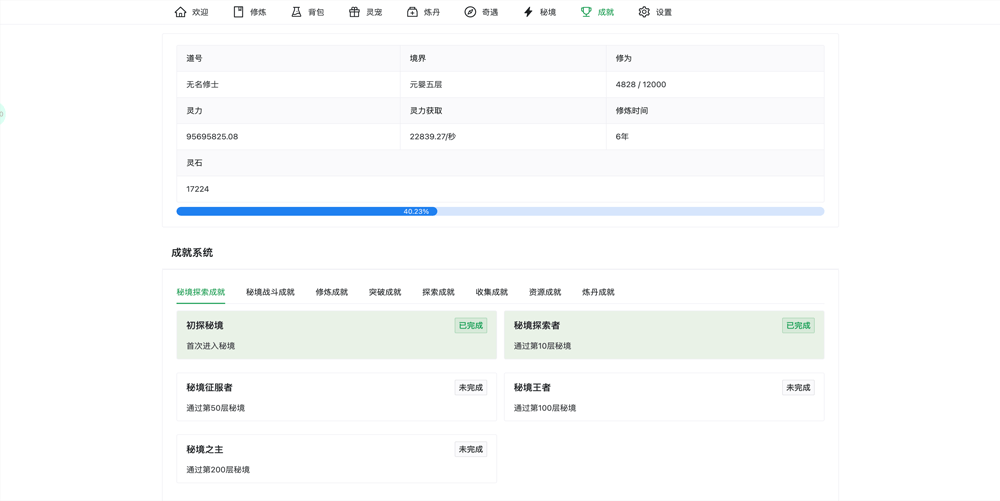 欢迎 修炼 背包 灵宠 炼丹 奇遇 秘境 成就 设置
道号 境界 修为
无名修士 元婴五层 4828 / 12000
灵力 灵力获取 修炼时间
95695825.08 22839.27/秒 6年
灵石
17224
40.23%
成就系统
秘境探索成就 秘境战斗成就 修炼成就 突破成就 探索成就 收集成就 资源成就 炼丹成就
初探秘境 已完成 秘境探索者 已完成
首次进入秘境 通过第10层秘境
秘境征服者 未完成 秘境王者 未完成
通过第50层秘境 通过第100层秘境
秘境之主 未完成
通过第200层秘境